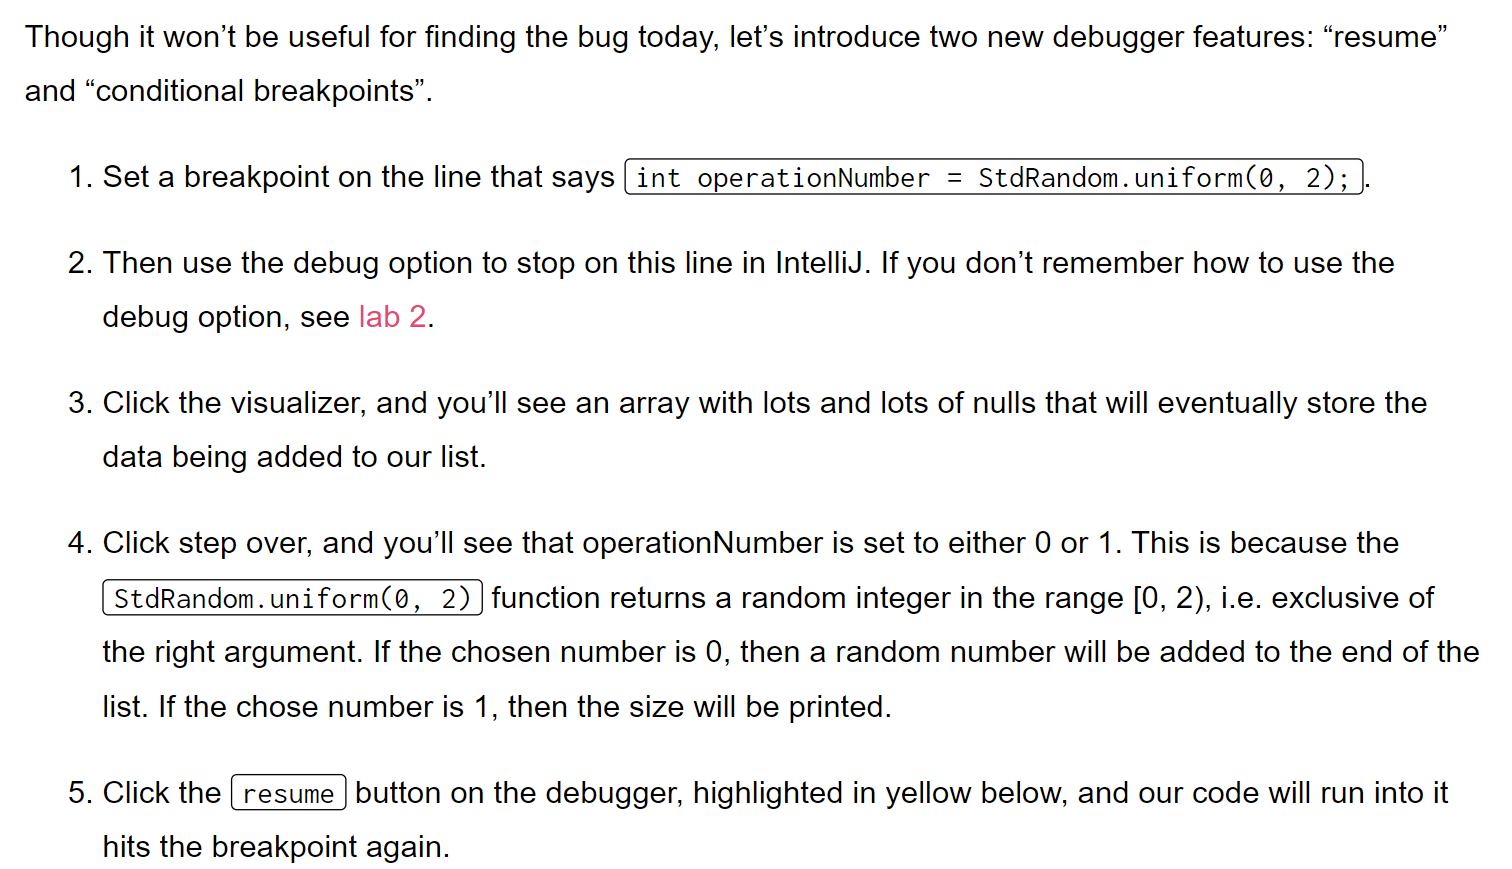 Though it won’t be useful for finding the bug today, let’s introduce two new debugger features: “resume”
and “conditional breakpoints”.
1. Set a breakpoint on the line that says int operationNumber = StdRandom.uniform(0, 2);.
2. Then use the debug option to stop on this line in IntelliJ. If you don’t remember how to use the
debug option, see lab 2.
3. Click the visualizer, and you’ll see an array with lots and lots of nulls that will eventually store the
data being added to our list.
4. Click step over, and you’ll see that operationNumber is set to either 0 or 1. This is because the
StdRandom.uniform(0, 2) function returns a random integer in the range [0, 2), i.e. exclusive of
the right argument. If the chosen number is 0, then a random number will be added to the end of the
list. If the chose number is 1, then the size will be printed.
5. Click the resume button on the debugger, highlighted in yellow below, and our code will run into it
hits the breakpoint again.